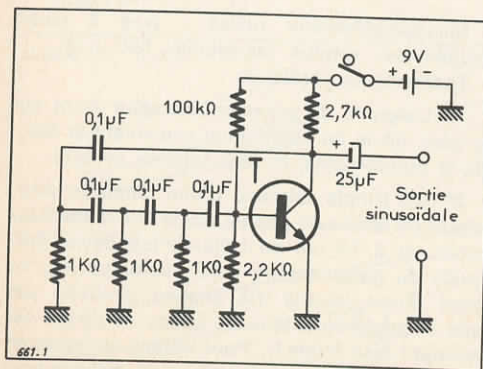 9V
+ -
100kΩ
2,7kΩ
0,1µF
T
+
0,1µF 0,1µF 0,1µF
25µF
Sortie
sinusoïdale
1KΩ 1KΩ 1KΩ 2,2KΩ
661.1